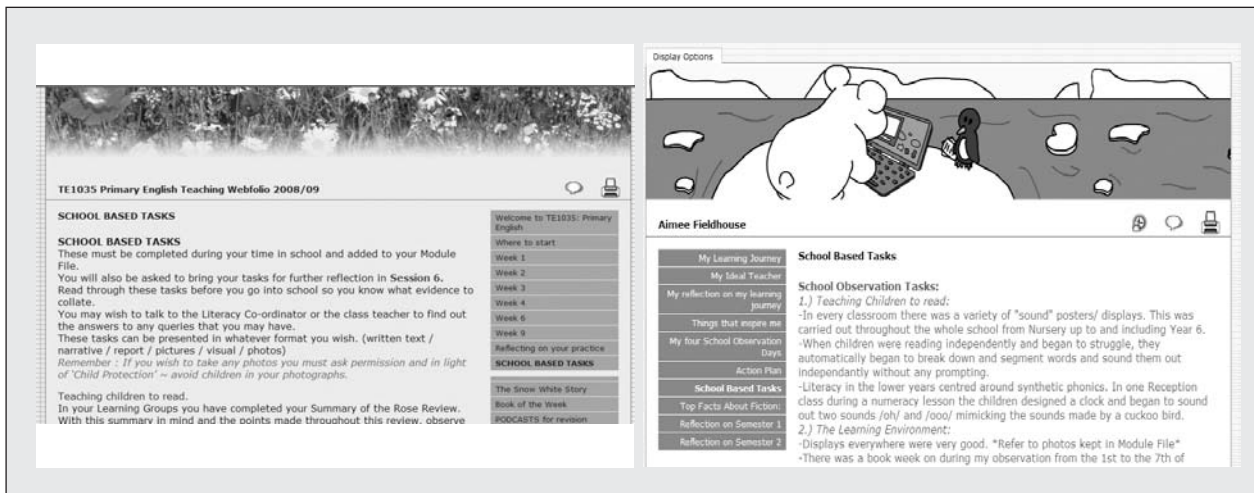 TE1035 Primary English Teaching Webfolio 2008/09
SCHOOL BASED TASKS
SCHOOL BASED TASKS
These must be completed during your time in school and added to your Module
File.
You will also be asked to bring your tasks for further reflection in Session 6.
Read through these tasks before you go into school so you know what evidence to
collate.
You may wish to talk to the Literacy Co-ordinator or the class teacher to find out
the answers to any queries that you may have.
These tasks can be presented in whatever format you wish. (written text /
narrative / report / pictures / visual / photos)
Remember : If you wish to take any photos you must ask permission and in light
of 'Child Protection' ~ avoid children in your photographs.
Teaching children to read.
In your Learning Groups you have completed your Summary of the Rose Review.
With this summary in mind and the points made throughout this review, observe
Welcome to TE1035: Primary
English
Where to start
Week 1
Week 2
Week 3
Week 4
Week 6
Week 9
Reflecting on your practice
SCHOOL BASED TASKS
The Snow White Story
Book of the Week
PODCASTS for revision
Display Options
Aimee Fieldhouse
My Learning Journey
My Ideal Teacher
My reflection on my learning
journey
Things that inspire me
My four School Observation
Days
Action Plan
School Based Tasks
Top Facts About Fiction:
Reflection on Semester 1
Reflection on Semester 2
School Based Tasks
School Observation Tasks:
1.) Teaching Children to read:
-In every classroom there was a variety of "sound" posters/ displays. This was
carried out throughout the whole school from Nursery up to and including Year 6.
-When children were reading independently and began to struggle, they
automatically began to break down and segment words and sound them out
independantly without any prompting.
-Literacy in the lower years centred around synthetic phonics. In one Reception
class during a numeracy lesson the children designed a clock and began to sound
out two sounds /oh/ and /ooo/ mimicking the sounds made by a cuckoo bird.
2.) The Learning Environment:
-Displays everywhere were very good. *Refer to photos kept in Module File*
-There was a book week on during my observation from the 1st to the 7th of